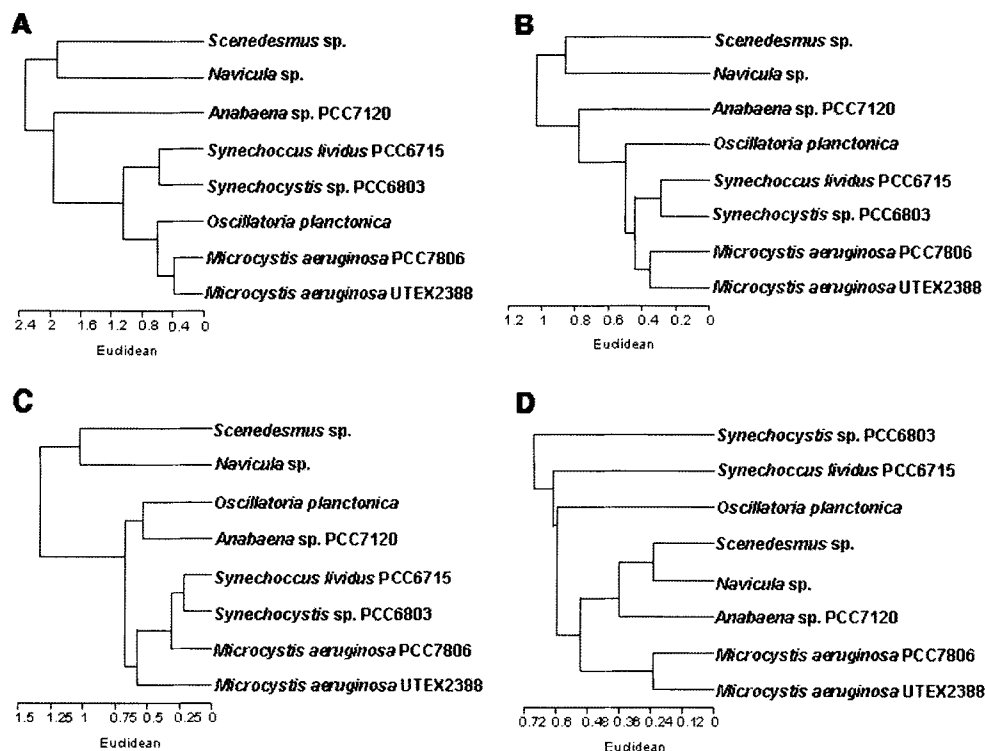 A
Scenedesmus sp.
Navicula sp.
Anabaena sp. PCC7120
Synechoccus lividus PCC6715
Synechocystis sp. PCC6803
Oscillatoria planctonica
Microcystis aeruginosa PCC7806
Microcystis aeruginosa UTEX2388
2.4 2 1.6 1.2 0.8 0.4 0
Euclidean
B
Scenedesmus sp.
Navicula sp.
Anabaena sp. PCC7120
Oscillatoria planctonica
Synechoccus lividus PCC6715
Synechocystis sp. PCC6803
Microcystis aeruginosa PCC7806
Microcystis aeruginosa UTEX2388
1.2 1 0.8 0.6 0.4 0.2 0
Euclidean
C
Scenedesmus sp.
Navicula sp.
Oscillatoria planctonica
Anabaena sp. PCC7120
Synechoccus lividus PCC6715
Synechocystis sp. PCC6803
Microcystis aeruginosa PCC7806
Microcystis aeruginosa UTEX2388
1.5 1.25 1 0.75 0.5 0.25 0
Euclidean
D
Synechocystis sp. PCC6803
Synechoccus lividus PCC6715
Oscillatoria planctonica
Scenedesmus sp.
Navicula sp.
Anabaena sp. PCC7120
Microcystis aeruginosa PCC7806
Microcystis aeruginosa UTEX2388
0.72 0.6 0.48 0.36 0.24 0.12 0
Euclidean